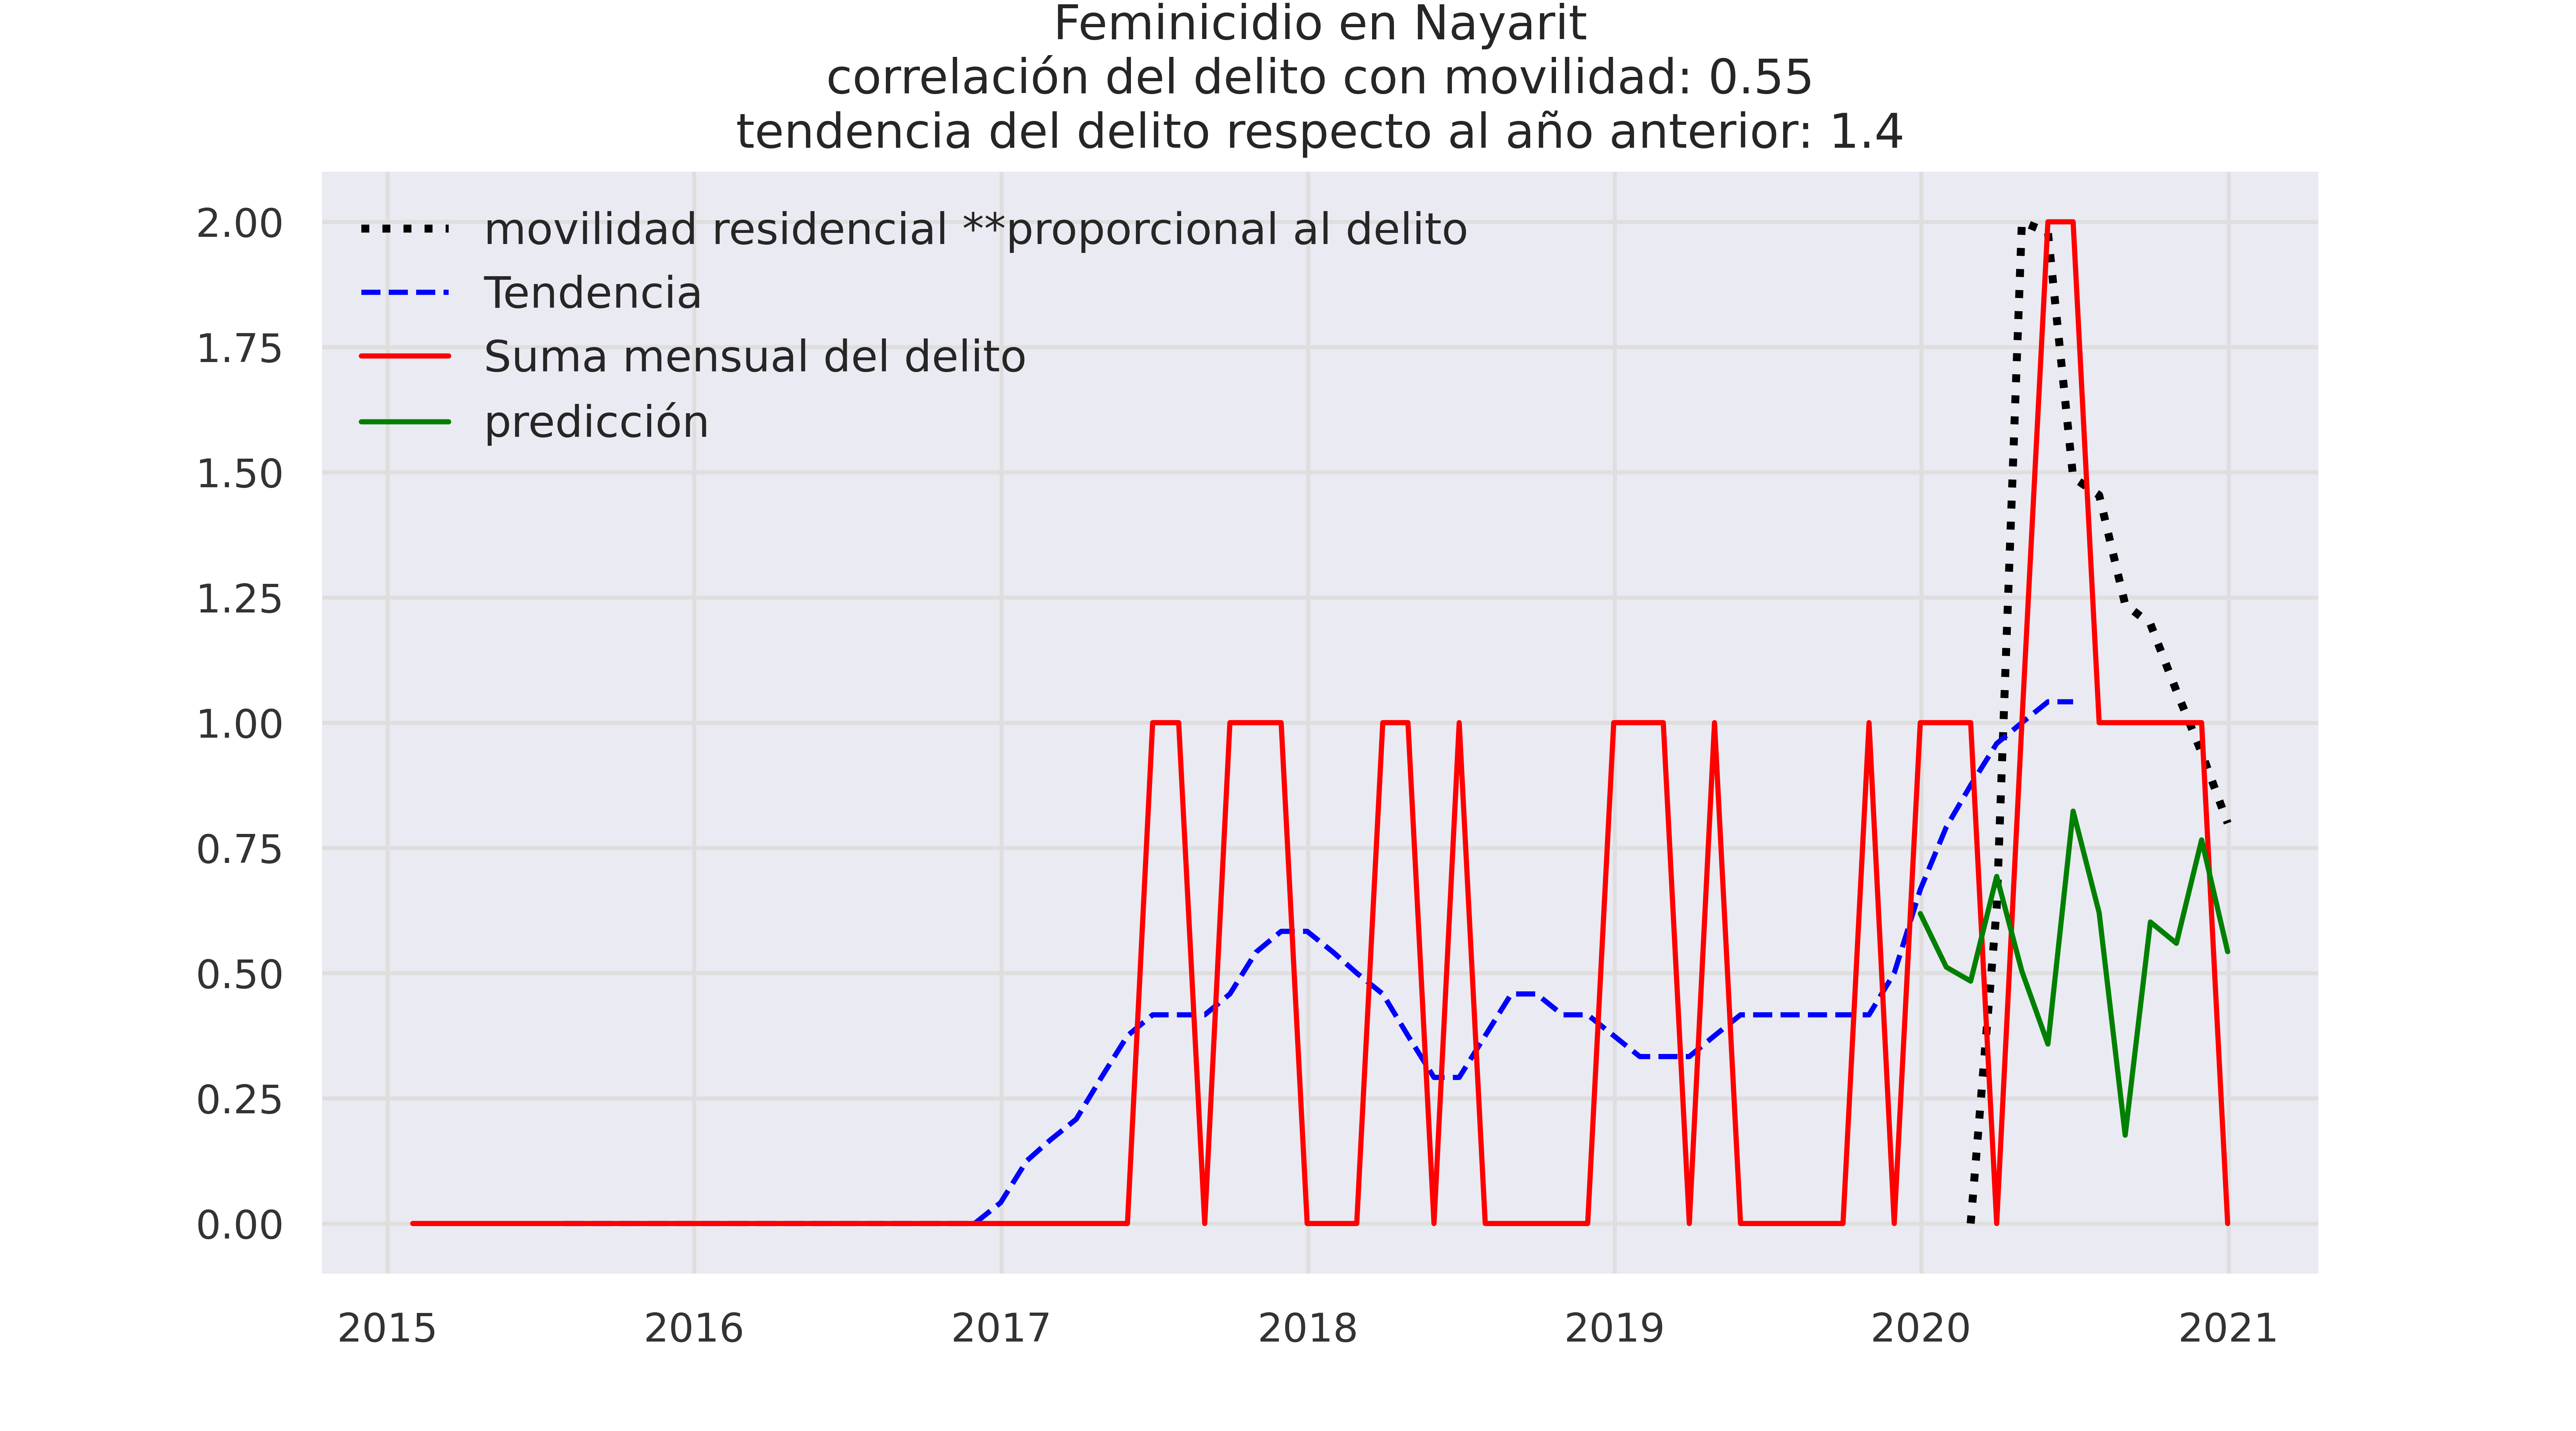 Feminicidio en Nayarit
correlación del delito con movilidad: 0.55
tendencia del delito respecto al año anterior: 1.4
movilidad residencial **proporcional al delito
Tendencia
Suma mensual del delito
predicción
2.00
1.75
1.50
1.25
1.00
0.75
0.50
0.25
0.00
2015 2016 2017 2018 2019 2020 2021